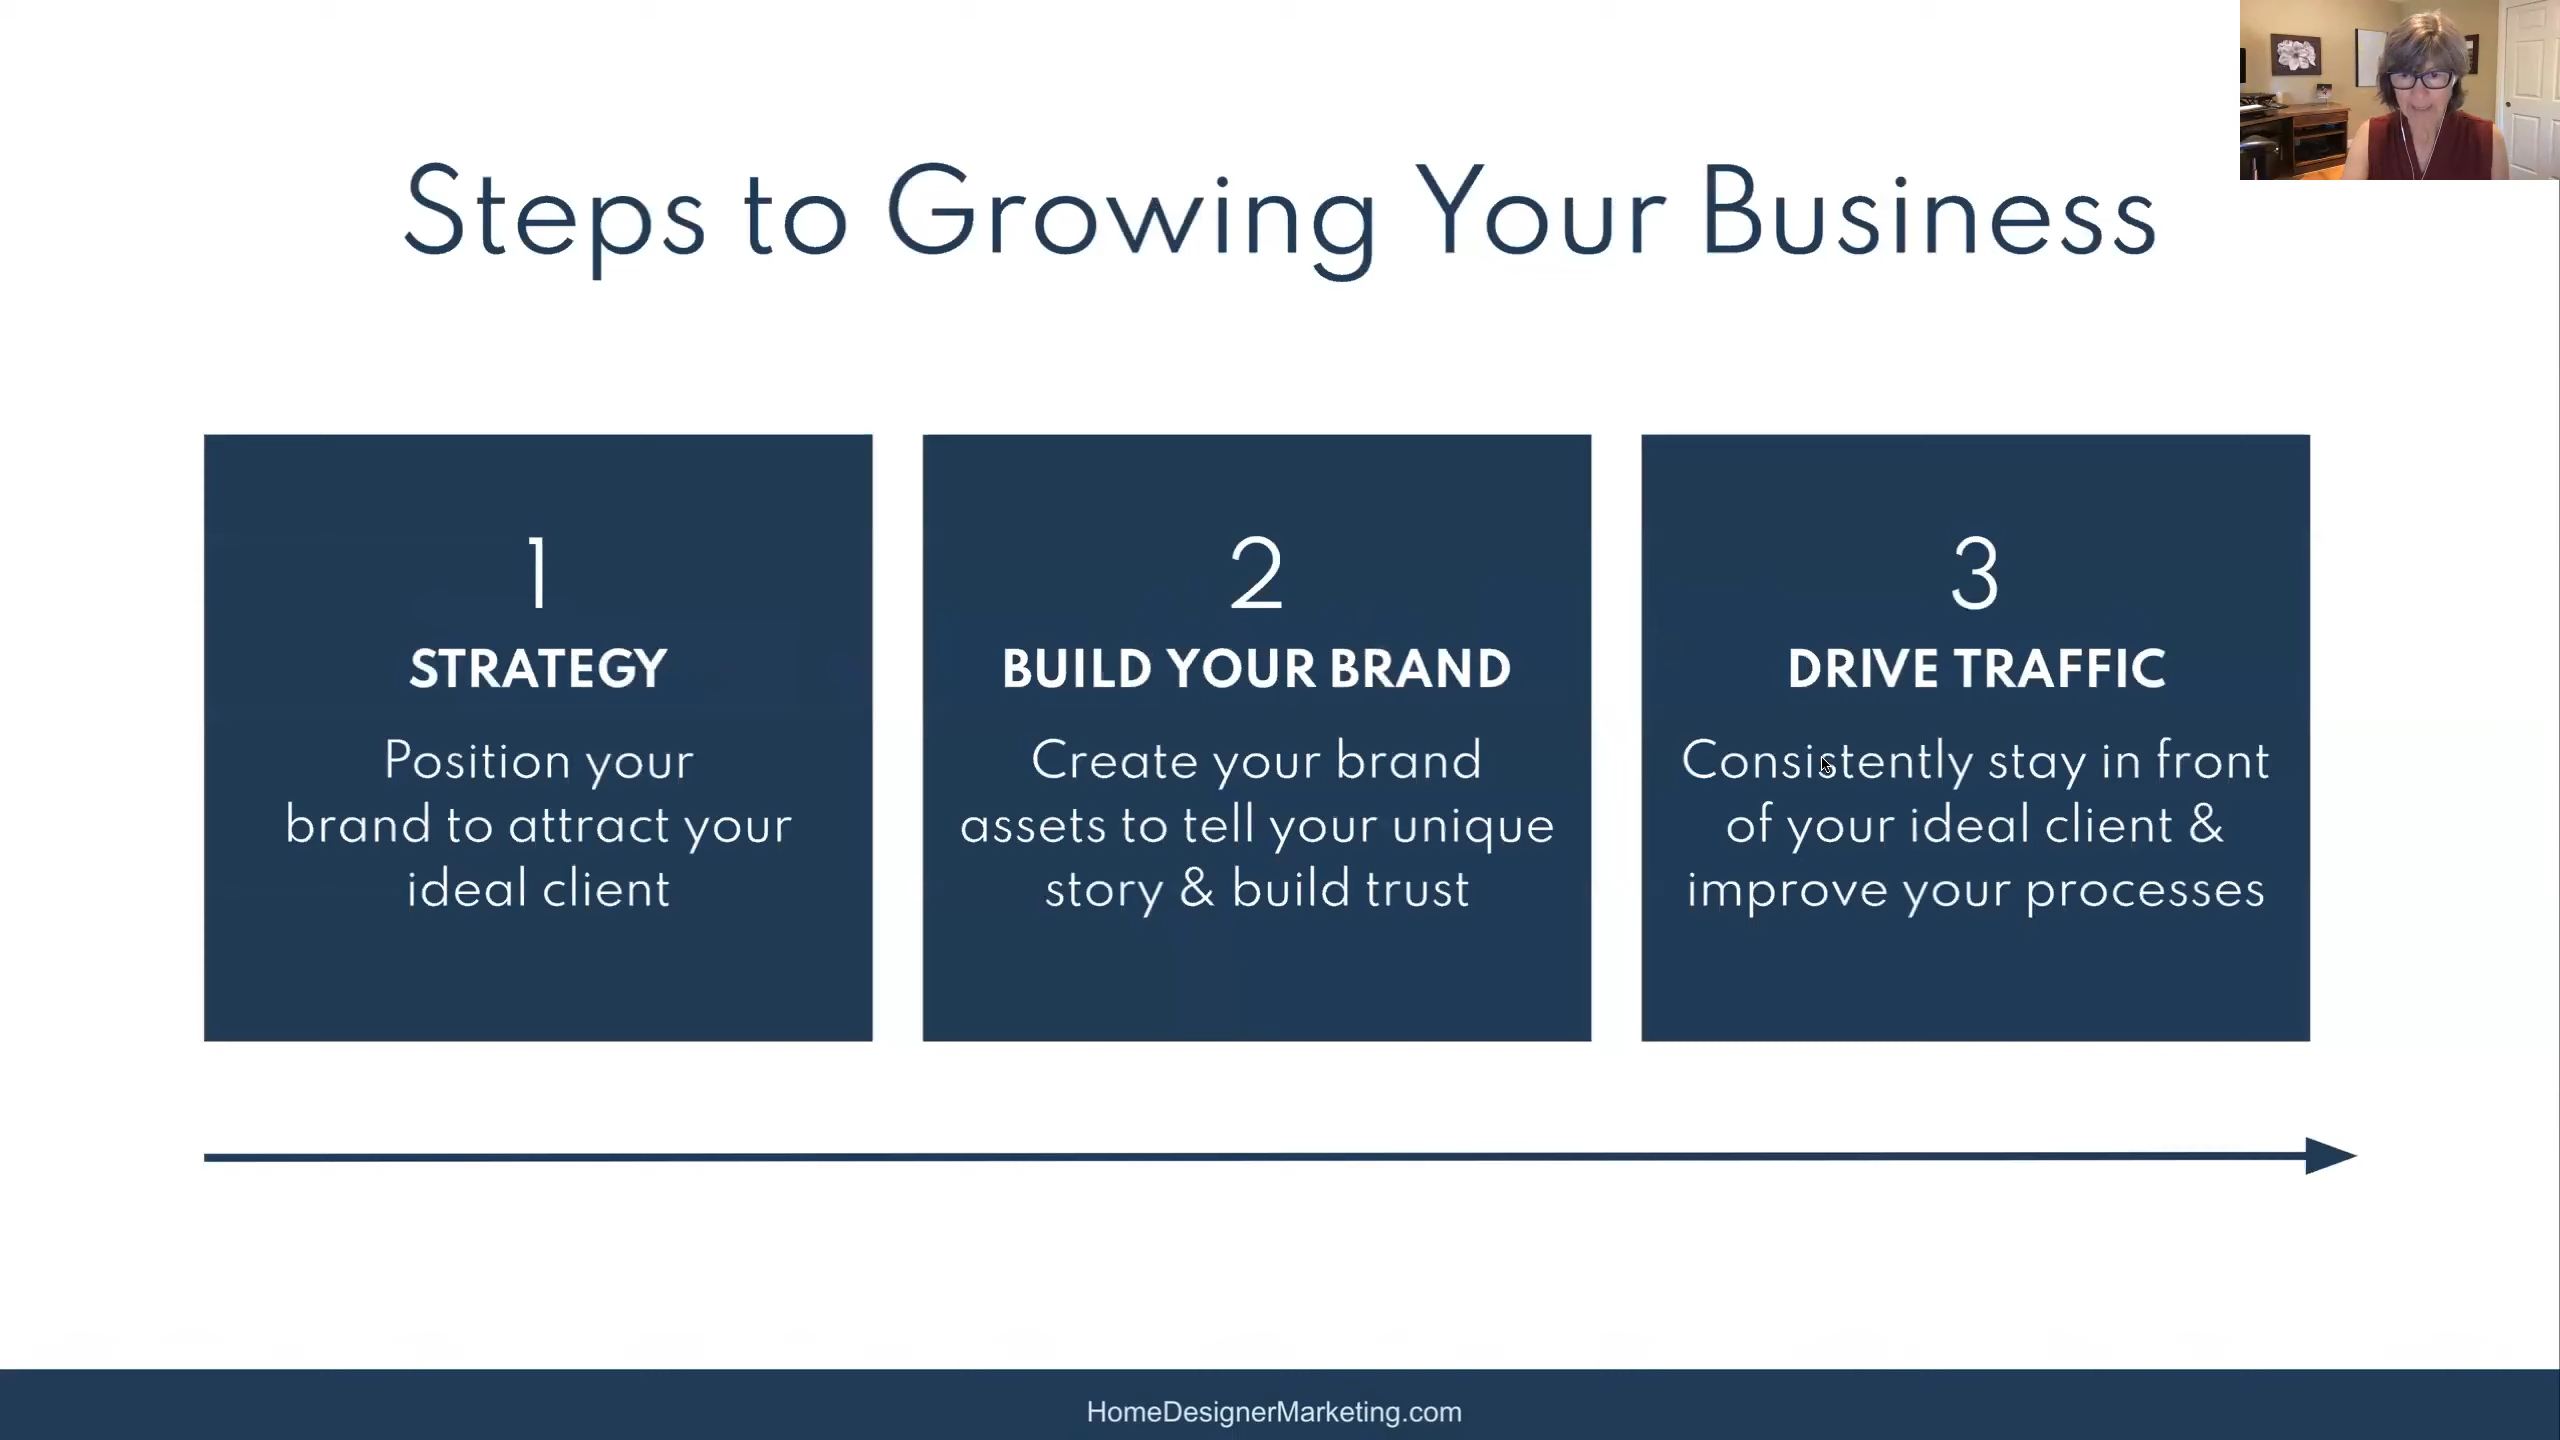 Steps to Growing Your Business
1
STRATEGY
Position your
brand to attract your
ideal client
2
BUILD YOUR BRAND
Create your brand
assets to tell your unique
story & build trust
3
DRIVE TRAFFIC
Consistently stay in front
of your ideal client &
improve your processes
HomeDesignerMarketing.com